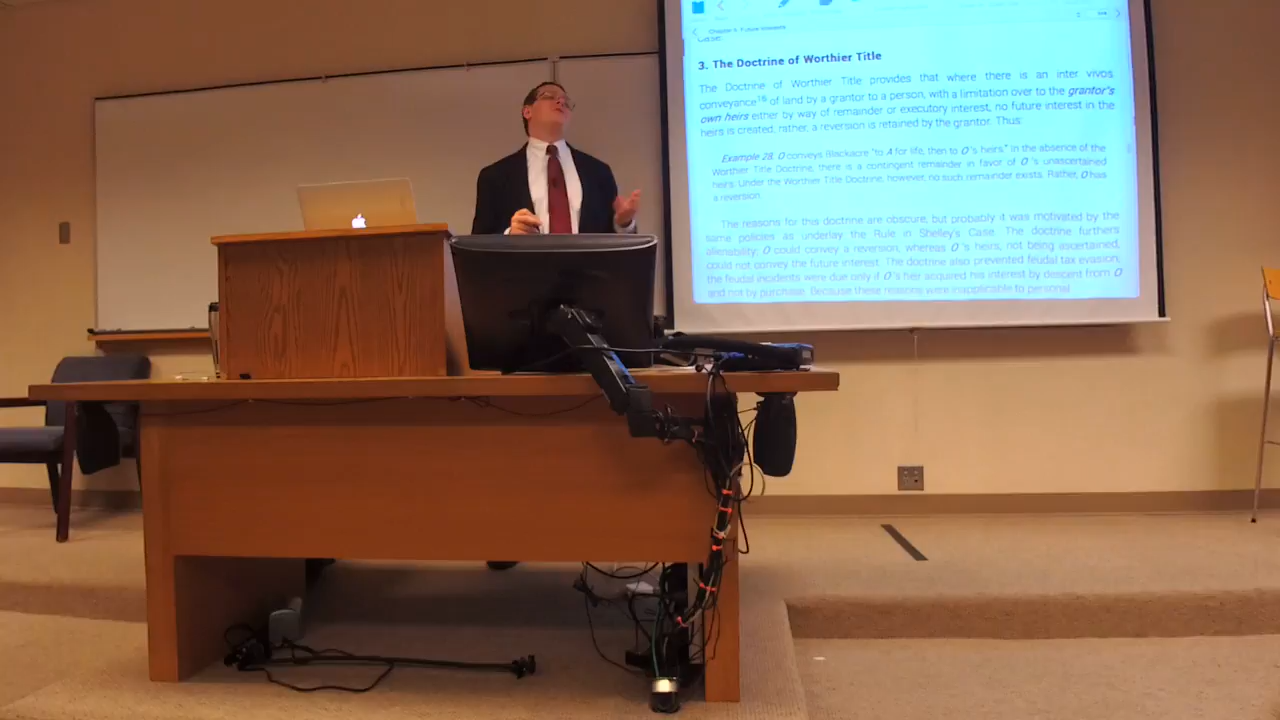 Chapter 5. Future Interests
Case.
3. The Doctrine of Worthier Title
The Doctrine of Worthier Title provides that where there is an inter vivos
conveyance¹⁶ of land by a grantor to a person, with a limitation over to the grantor's
own heirs either by way of remainder or executory interest, no future interest in the
heirs is created; rather, a reversion is retained by the grantor. Thus:
Example 28. O conveys Blackacre "to A for life, then to O's heirs." In the absence of the
Worthier Title Doctrine, there is a contingent remainder in favor of O's unascertained
heirs. Under the Worthier Title Doctrine, however, no such remainder exists. Rather, O has
a reversion.
The reasons for this doctrine are obscure, but probably it was motivated by the
same policies as underlay the Rule in Shelley's Case. The doctrine furthers
alienability; O could convey a reversion, whereas O's heirs, not being ascertained,
could not convey the future interest. The doctrine also prevented feudal tax evasion;
the feudal incidents were due only if O's heir acquired his interest by descent from O
and not by purchase. Because these reasons were inapplicable to personal